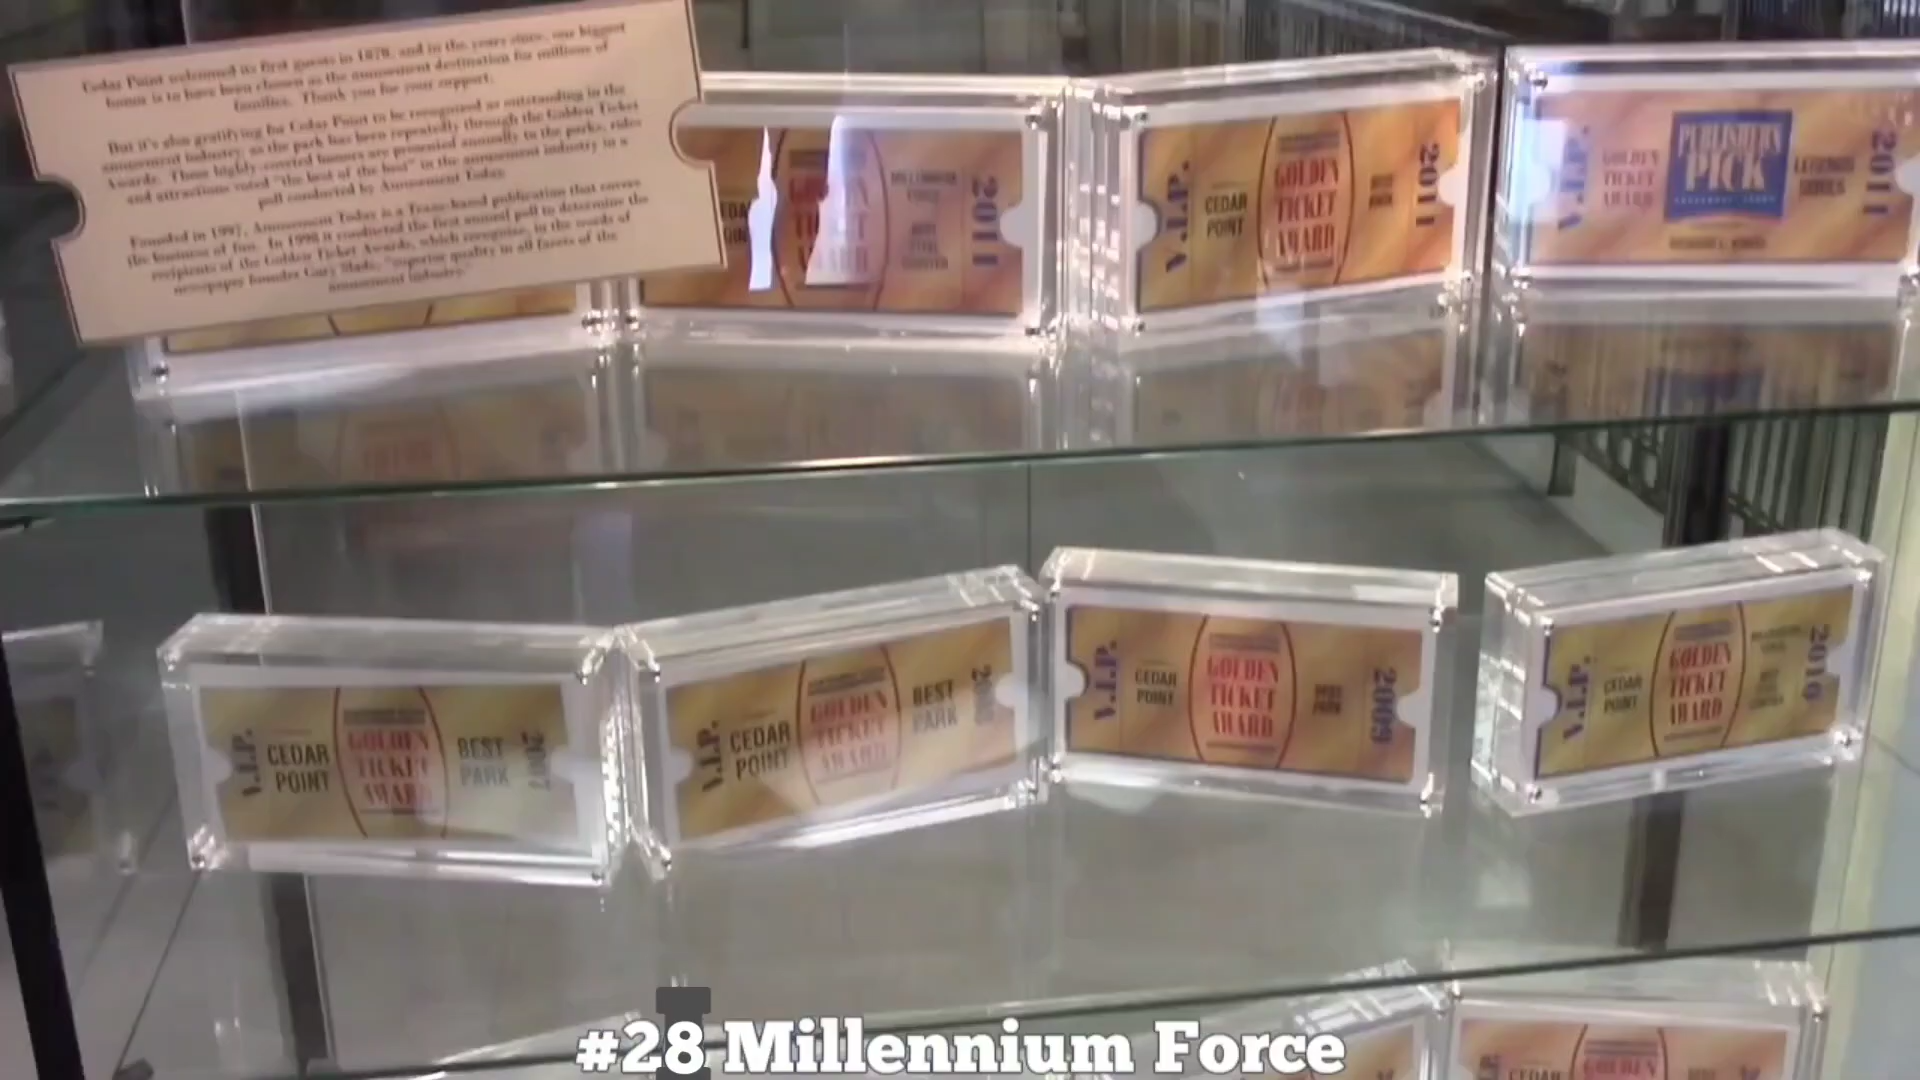 Cedar Point welcomed its first guests in 1870, and in the years since, our biggest
honor is to have been chosen as the amusement destination for millions of
families. Thank you for your support.
But it's also gratifying for Cedar Point to be recognized as outstanding in the
amusement industry, as the park has been repeatedly through the Golden Ticket
Awards. These highly-coveted honors are presented annually to the parks, rides
and attractions voted "the best of the best" in the amusement industry in a
poll conducted by Amusement Today.
Founded in 1997, Amusement Today is a Texas-based publication that covers
the business of fun. In 1998 it conducted the first annual poll to determine the
recipients of the Golden Ticket Awards, which recognize, in the words of
newspaper founder Gary Slade, "superior quality in all facets of the
amusement industry."
MILLENNIUM
FORCE
BEST
STEEL
COASTER
2011
V.I.P.
CEDAR
POINT
GOLDEN
TICKET
AWARD
BEST
PARK
2011
V.I.P.
GOLDEN
TICKET
AWARD
PUBLISHER'S
PICK
LEGENDS
SERIES
2011
V.I.P.
CEDAR
POINT
GOLDEN
TICKET
AWARD
BEST
PARK
2007
V.I.P.
CEDAR
POINT
GOLDEN
TICKET
AWARD
BEST
PARK
V.I.P.
CEDAR
POINT
GOLDEN
TICKET
AWARD
BEST
PARK
2009
V.I.P.
CEDAR
POINT
GOLDEN
TICKET
AWARD
2010
CEDAR
GOLDEN
TICKET
#28 Millennium Force